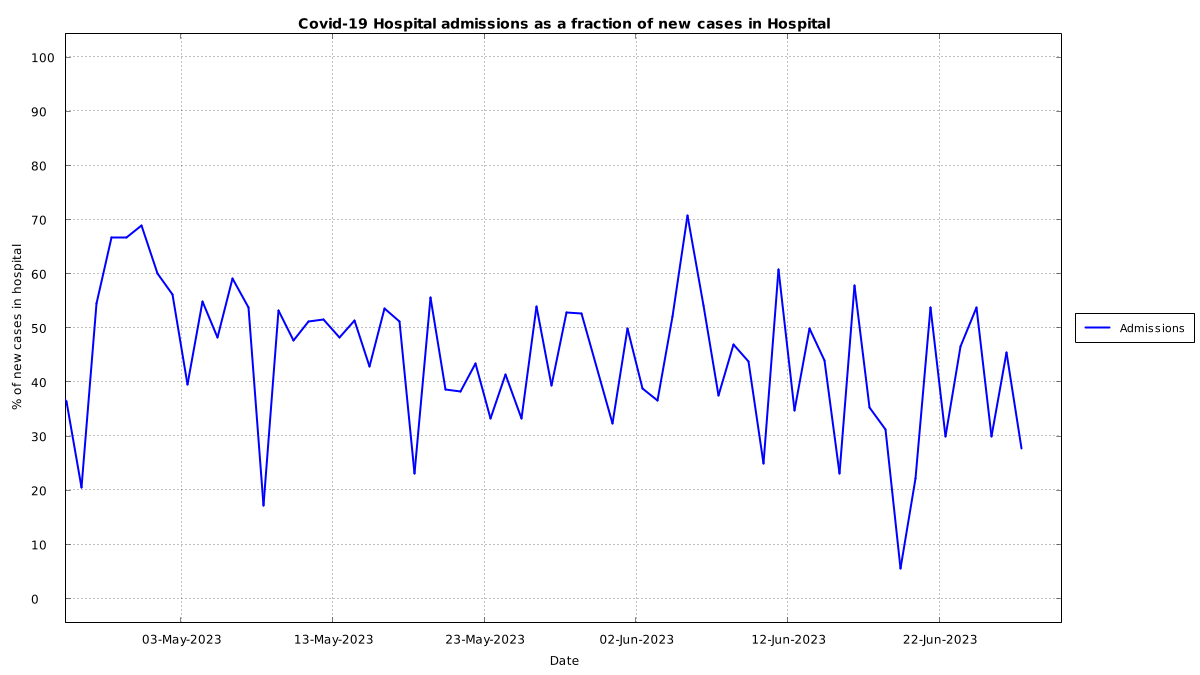 Covid-19 Hospital admissions as a fraction of new cases in Hospital
100
90
80
70
60
50
40
30
20
10
0
% of new cases in hospital
03-May-2023
13-May-2023
23-May-2023
02-Jun-2023
12-Jun-2023
22-Jun-2023
Date
Admissions